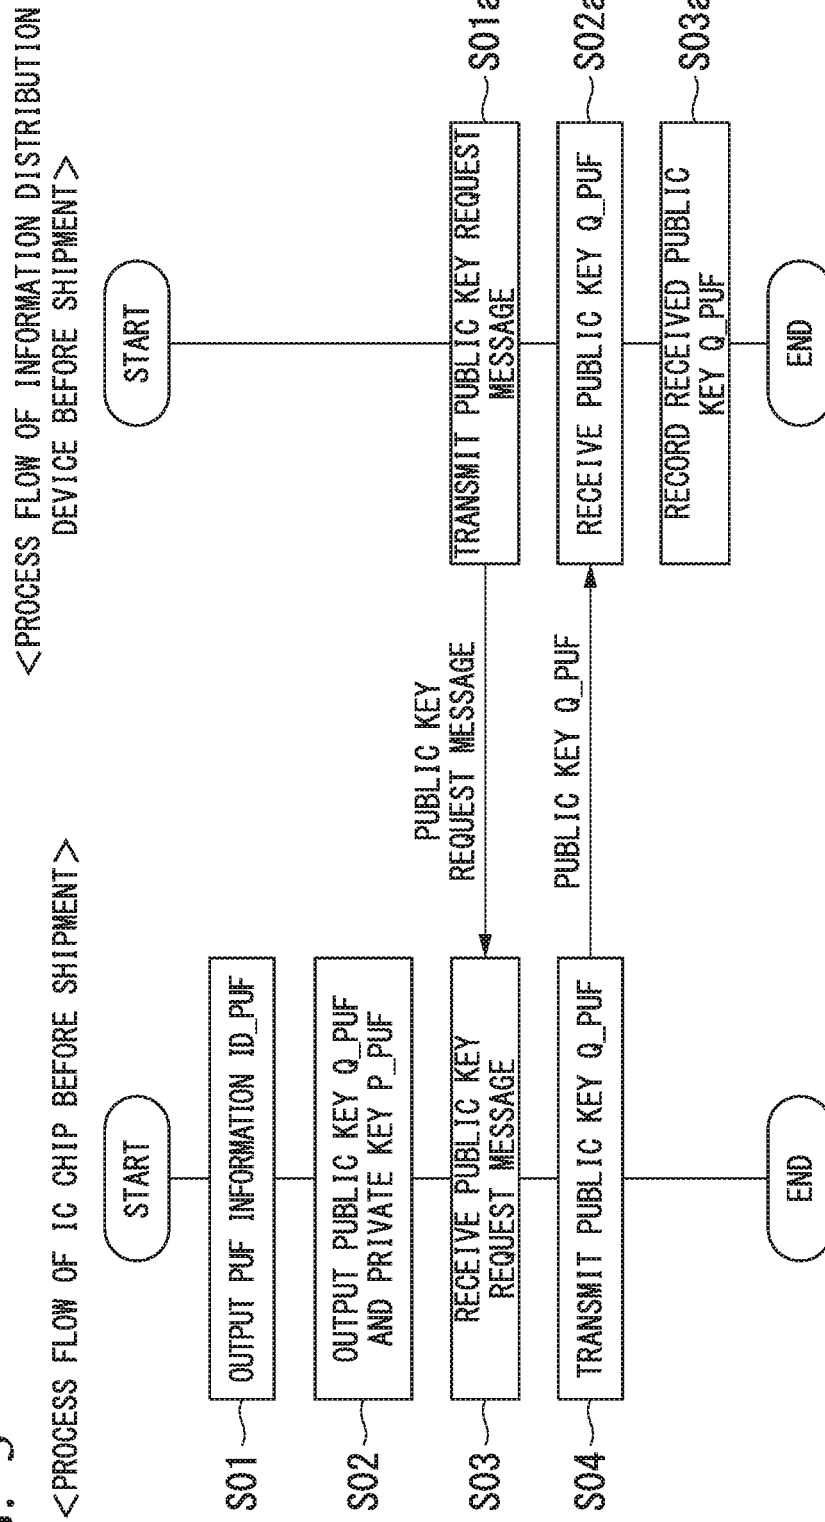 <PROCESS FLOW OF IC CHIP BEFORE SHIPMENT>
START
S01
OUTPUT PUF INFORMATION ID_PUF
S02
OUTPUT PUBLIC KEY Q_PUF
AND PRIVATE KEY P_PUF
S03
RECEIVE PUBLIC KEY
REQUEST MESSAGE
S04
TRANSMIT PUBLIC KEY Q_PUF
END
PUBLIC KEY
REQUEST MESSAGE
PUBLIC KEY Q_PUF
<PROCESS FLOW OF INFORMATION DISTRIBUTION
DEVICE BEFORE SHIPMENT>
START
TRANSMIT PUBLIC KEY REQUEST
MESSAGE
S01a
RECEIVE PUBLIC KEY Q_PUF
S02a
RECORD RECEIVED PUBLIC
KEY Q_PUF
S03a
END